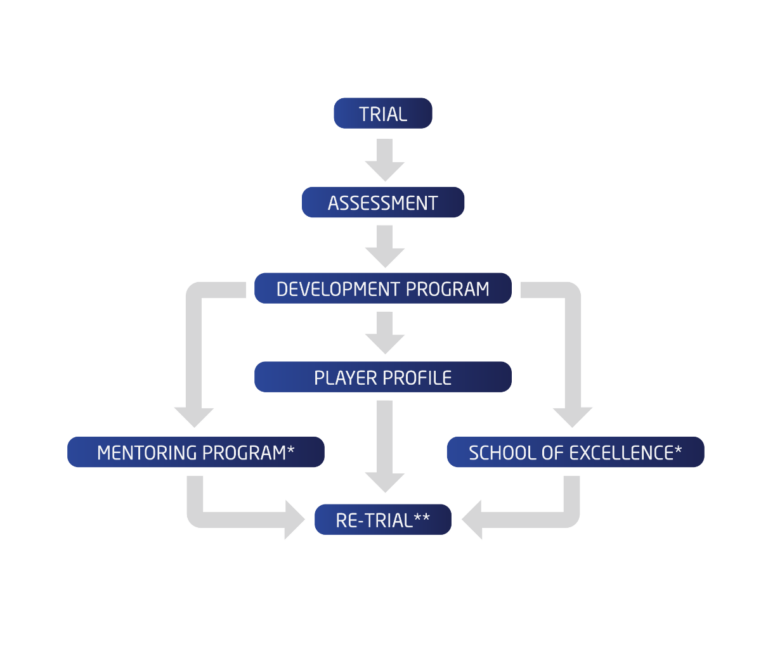 TRIAL
ASSESSMENT
DEVELOPMENT PROGRAM
PLAYER PROFILE
MENTORING PROGRAM*
SCHOOL OF EXCELLENCE*
RE-TRIAL**